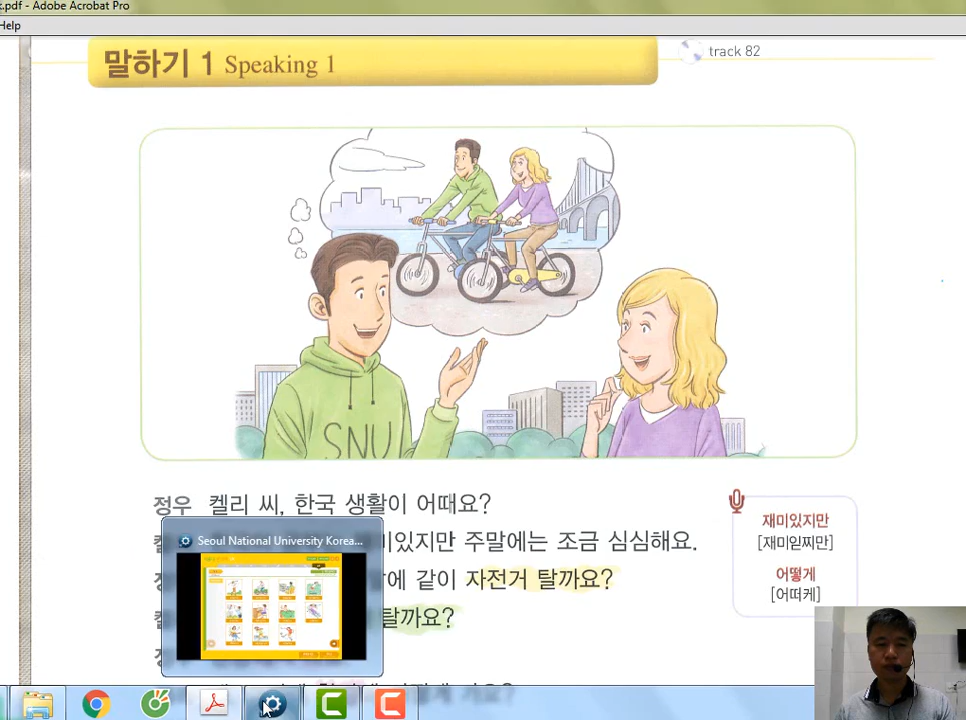 k.pdf - Adobe Acrobat Pro
Help
말하기 1 Speaking 1
track 82
SNU
정우 켈리 씨, 한국 생활이 어때요?
미있지만 주말에는 조금 심심해요.
에 같이 자전거 탈까요?
탈까요?
재미있지만
[재미읻찌만]
어떻게
[어떠케]
Seoul National University Korea...